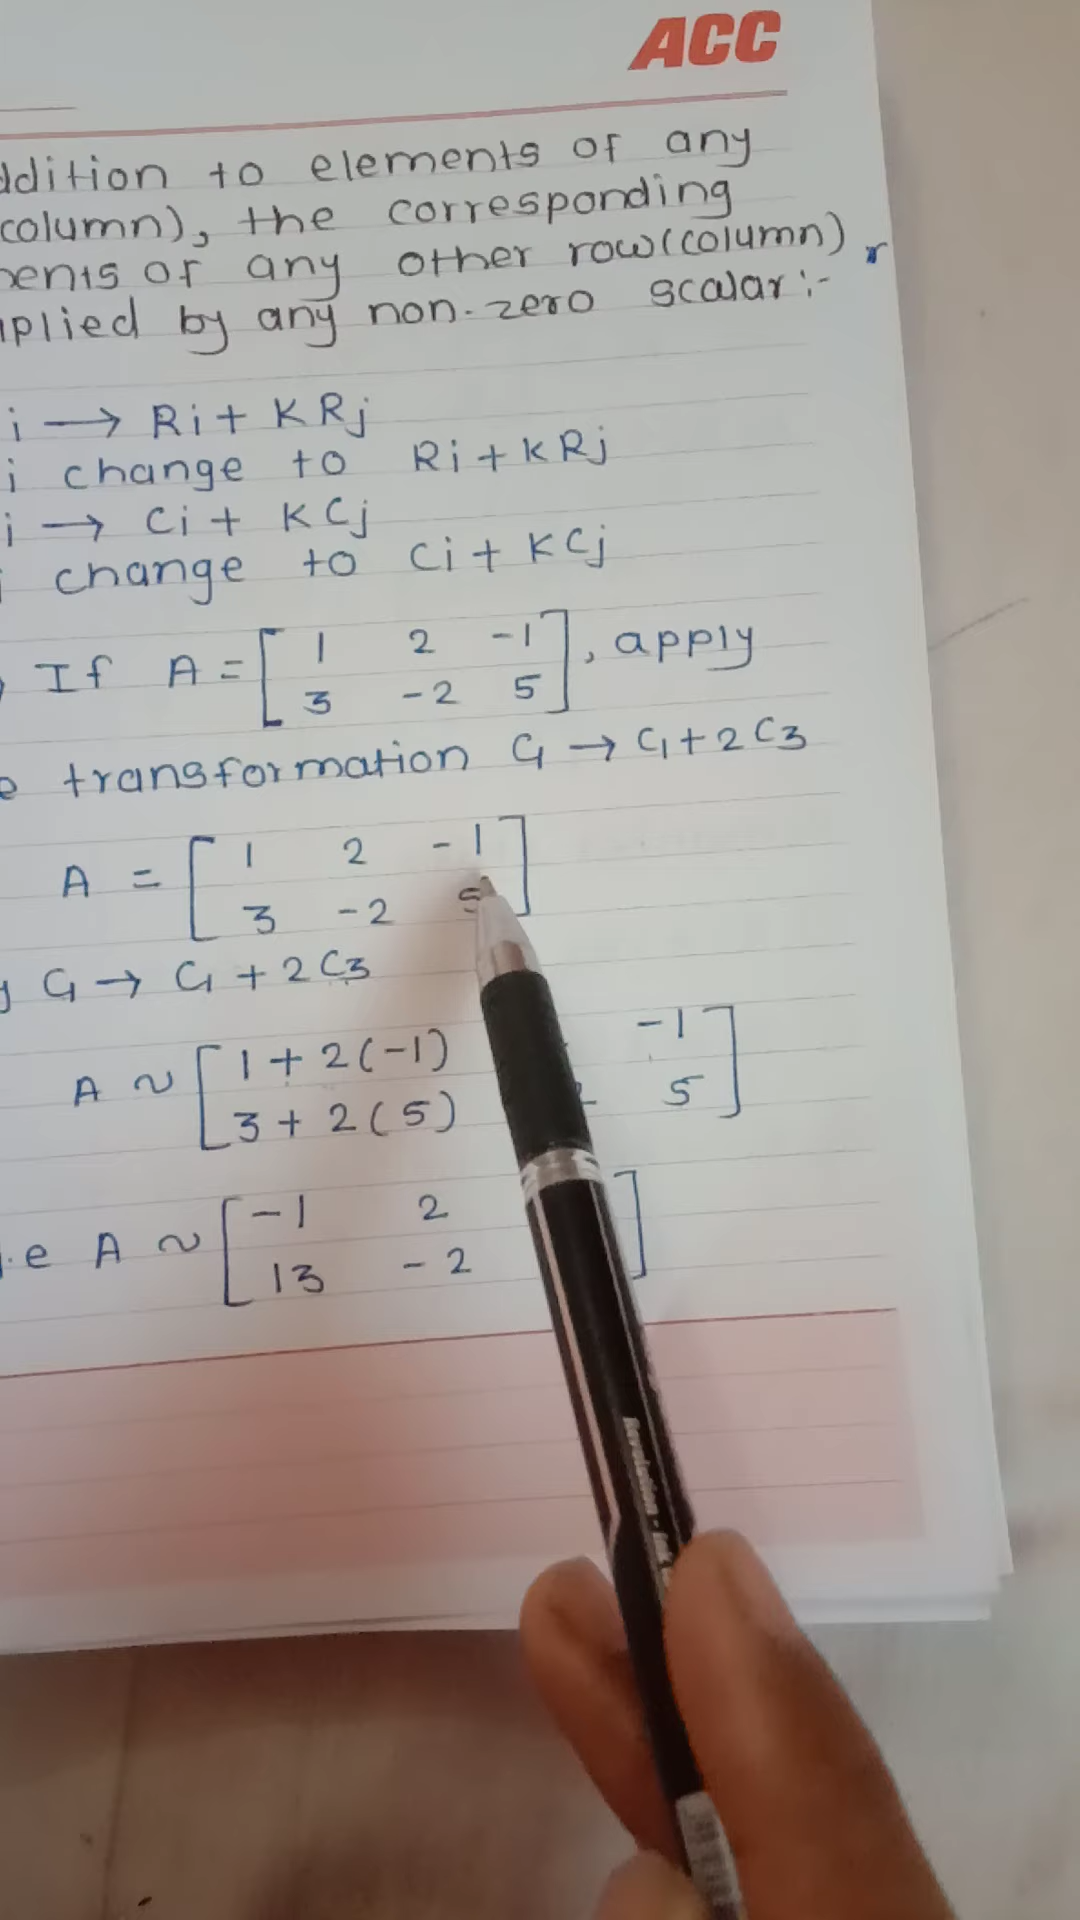 ACC
ddition to elements of any
column), the corresponding
ents of any other row(column),
plied by any non-zero scalar:-
i → Ri + KRj
i change to Ri + KRj
i → Ci + KCj
change to Ci + KCj
If A = [ 1 2 -1 ], apply
3 -2 5
transformation C1 → C1 + 2C3
A = [ 1 2 -1 ]
3 -2 5
C1 → C1 + 2C3
A ~ [ 1 + 2(-1) -1 ]
3 + 2(5) 5
.e A ~ [ -1 2 ]
13 -2
Revolution